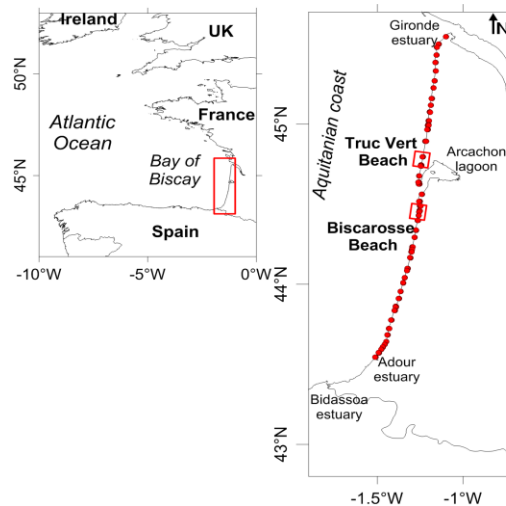 Ireland
UK
50°N
France
Atlantic
Ocean
Bay of
Biscay
45°N
Spain
-10°W
-5°W
0°W
N
Gironde
estuary
Aquitanian coast
45°N
Truc Vert
Beach
Arcachon
lagoon
Biscarosse
Beach
44°N
Adour
estuary
Bidassoa
estuary
43°N
-1.5°W
-1°W